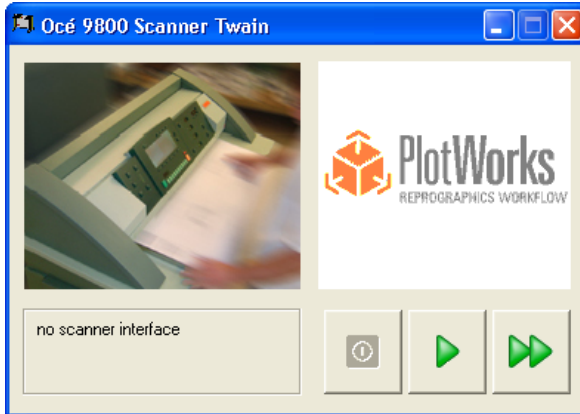 Océ 9800 Scanner Twain
PlotWorks
REPROGRAPHICS WORKFLOW
no scanner interface